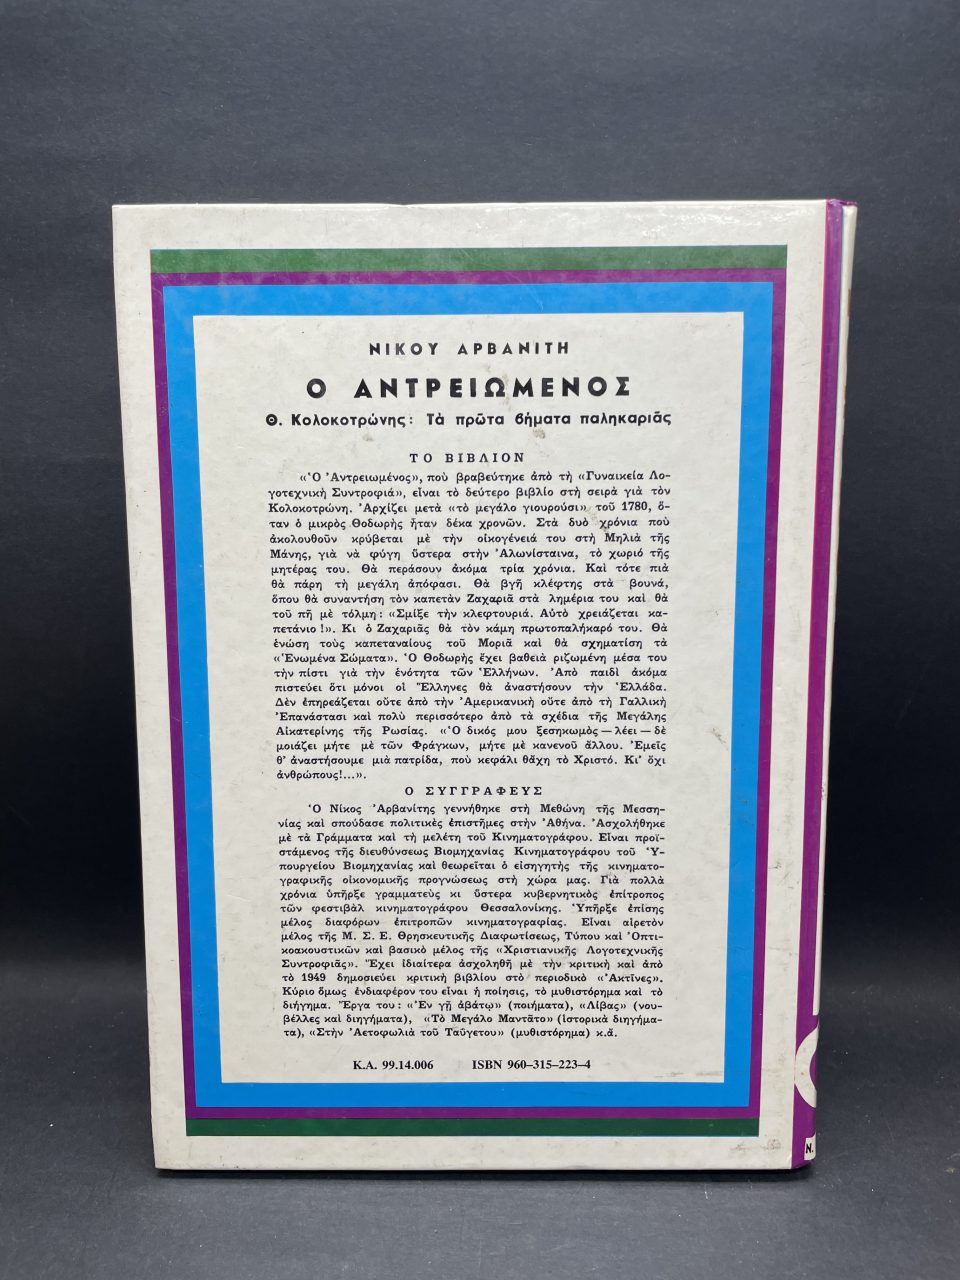 ΝΙΚΟΥ ΑΡΒΑΝΙΤΗ
Ο ΑΝΤΡΕΙΩΜΕΝΟΣ
Θ. Κολοκοτρώνης: Τὰ πρῶτα βήματα παληκαριᾶς
ΤΟ ΒΙΒΛΙΟΝ
«Ὁ Ἀντρειωμένος», ποὺ βραβεύτηκε ἀπὸ τὴ «Γυναικεία Λο-
γοτεχνικὴ Συντροφιά», εἶναι τὸ δεύτερο βιβλίο στὴ σειρὰ γιὰ τὸν
Κολοκοτρώνη. Ἀρχίζει μετὰ «τὸ μεγάλο γιουρούσι» τοῦ 1780, ὅ-
ταν ὁ μικρὸς Θοδωρὴς ἦταν δέκα χρονῶν. Στὰ δυὸ χρόνια ποὺ
ἀκολουθοῦν κρύβεται μὲ τὴν οἰκογένειά του στὴ Μηλιὰ τῆς
Μάνης, γιὰ νὰ φύγη ὕστερα στὴν Ἀλωνίσταινα, τὸ χωριό τῆς
μητέρας του. Θὰ περάσουν ἀκόμα τρία χρόνια. Καὶ τότε πιὰ
θὰ πάρη τὴ μεγάλη ἀπόφασι. Θὰ βγῆ κλέφτης στὰ βουνά,
ὅπου θὰ συναντήση τὸν καπετὰν Ζαχαριᾶ στὰ λημέρια του καὶ θὰ
τοῦ πῆ μὲ τόλμη: «Σμίξε τὴν κλεφτουριά. Αὐτὸ χρειάζεται κα-
πετάνιο!». Κι ὁ Ζαχαριᾶς θὰ τὸν κάμη πρωτοπαλήκαρό του. Θὰ
ἑνώση τοὺς καπεταναίους τοῦ Μοριᾶ καὶ θὰ σχηματίση τὰ
«Ἑνωμένα Σώματα». Ὁ Θοδωρὴς ἔχει βαθειὰ ριζωμένη μέσα του
τὴν πίστι γιὰ τὴν ἑνότητα τῶν Ἑλλήνων. Ἀπὸ παιδὶ ἀκόμα
πιστεύει ὅτι μόνοι οἱ Ἕλληνες θὰ ἀναστήσουν τὴν Ἑλλάδα.
Δὲν ἐπηρεάζεται οὔτε ἀπὸ τὴν Ἀμερικανικὴ οὔτε ἀπὸ τὴ Γαλλικὴ
Ἐπανάστασι καὶ πολὺ περισσότερο ἀπὸ τὰ σχέδια τῆς Μεγάλης
Αἰκατερίνης τῆς Ρωσίας. «Ὁ δικός μου ξεσηκωμὸς — λέει — δὲ
μοιάζει μήτε μὲ τῶν Φράγκων, μήτε μὲ κανενοῦ ἄλλου. Ἐμεῖς
θ' ἀναστήσουμε μιὰ πατρίδα, ποὺ κεφάλι θἄχη τὸ Χριστό. Κι' ὄχι
ἀνθρώπους!...».
Ο ΣΥΓΓΡΑΦΕΥΣ
Ὁ Νίκος Ἀρβανίτης γεννήθηκε στὴ Μεθώνη τῆς Μεσση-
νίας καὶ σπούδασε πολιτικὲς ἐπιστῆμες στὴν Ἀθήνα. Ἀσχολήθηκε
μὲ τὰ Γράμματα καὶ τὴ μελέτη τοῦ Κινηματογράφου. Εἶναι προϊ-
στάμενος τῆς διευθύνσεως Βιομηχανίας Κινηματογράφου τοῦ Ὑ-
πουργείου Βιομηχανίας καὶ θεωρεῖται ὁ εἰσηγητὴς τῆς κινηματο-
γραφικῆς οἰκονομικῆς προγνώσεως στὴ χώρα μας. Γιὰ πολλὰ
χρόνια ὑπῆρξε γραμματεὺς κι ὕστερα κυβερνητικὸς ἐπίτροπος
τῶν φεστιβὰλ κινηματογράφου Θεσσαλονίκης. Ὑπῆρξε ἐπίσης
μέλος διαφόρων ἐπιτροπῶν κινηματογραφίας. Εἶναι αἱρετὸν
μέλος τῆς Μ. Σ. Ε. Θρησκευτικῆς Διαφωτίσεως, Τύπου καὶ Ὀπτι-
κοακουστικῶν καὶ βασικὸ μέλος τῆς «Χριστιανικῆς Λογοτεχνικῆς
Συντροφιᾶς». Ἔχει ἰδιαίτερα ἀσχοληθῆ μὲ τὴν κριτικὴ καὶ ἀπὸ
τὸ 1949 δημοσιεύει κριτικὴ βιβλίου στὸ περιοδικὸ «Ἀκτῖνες».
Κύριο ὅμως ἐνδιαφέρον του εἶναι ἡ ποίησις, τὸ μυθιστόρημα καὶ τὸ
διήγημα. Ἔργα του: «Ἐν γῇ ἀβάτῳ» (ποιήματα), «Λίβας» (νου-
βέλλες καὶ διηγήματα), «Τὸ Μεγάλο Μαντᾶτο» (ἱστορικὰ διηγήμα-
τα), «Στὴν Ἀετοφωλιὰ τοῦ Ταΰγετου» (μυθιστόρημα) κ.ἄ.
Κ.Α. 99.14.006 ISBN 960–315–223–4
Ν.